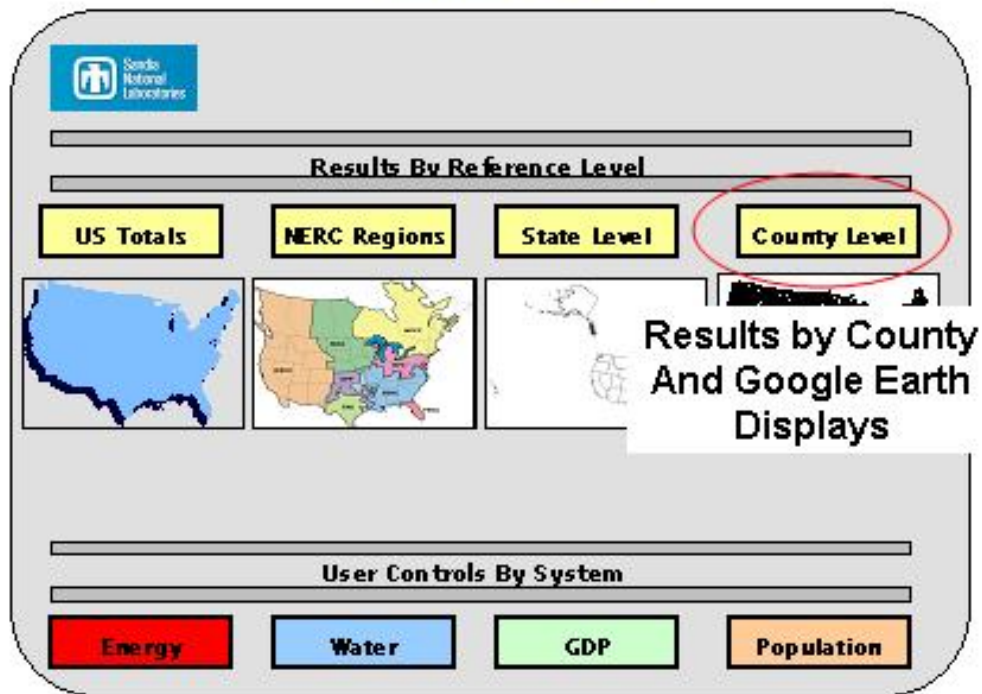 Sandia
National
Laboratories
Results By Reference Level
US Totals
NERC Regions
State Level
County Level
Results by County
And Google Earth
Displays
User Controls By System
Energy
Water
GDP
Population